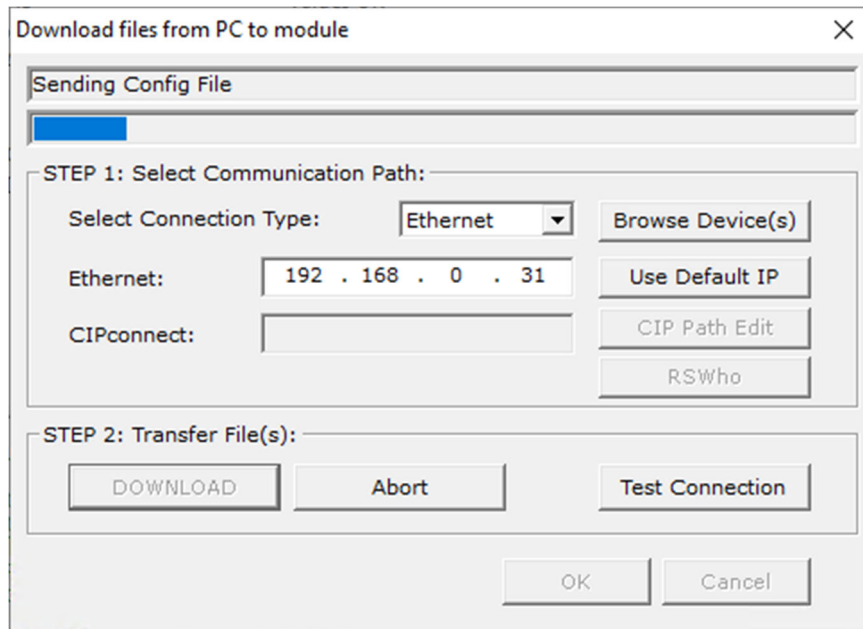 Download files from PC to module
Sending Config File
STEP 1: Select Communication Path:
Select Connection Type:
Ethernet
Browse Device(s)
Ethernet:
192 . 168 . 0 . 31
Use Default IP
CIPconnect:
CIP Path Edit
RSWho
STEP 2: Transfer File(s):
DOWNLOAD
Abort
Test Connection
OK
Cancel